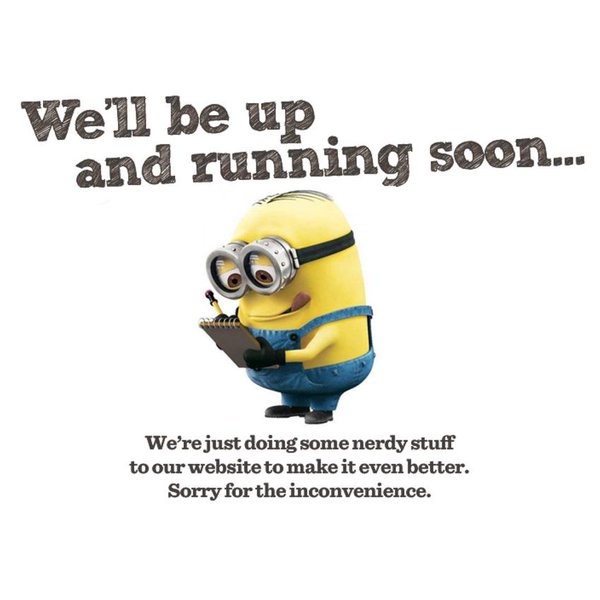 We'll be up
and running soon...
We're just doing some nerdy stuff
to our website to make it even better.
Sorry for the inconvenience.